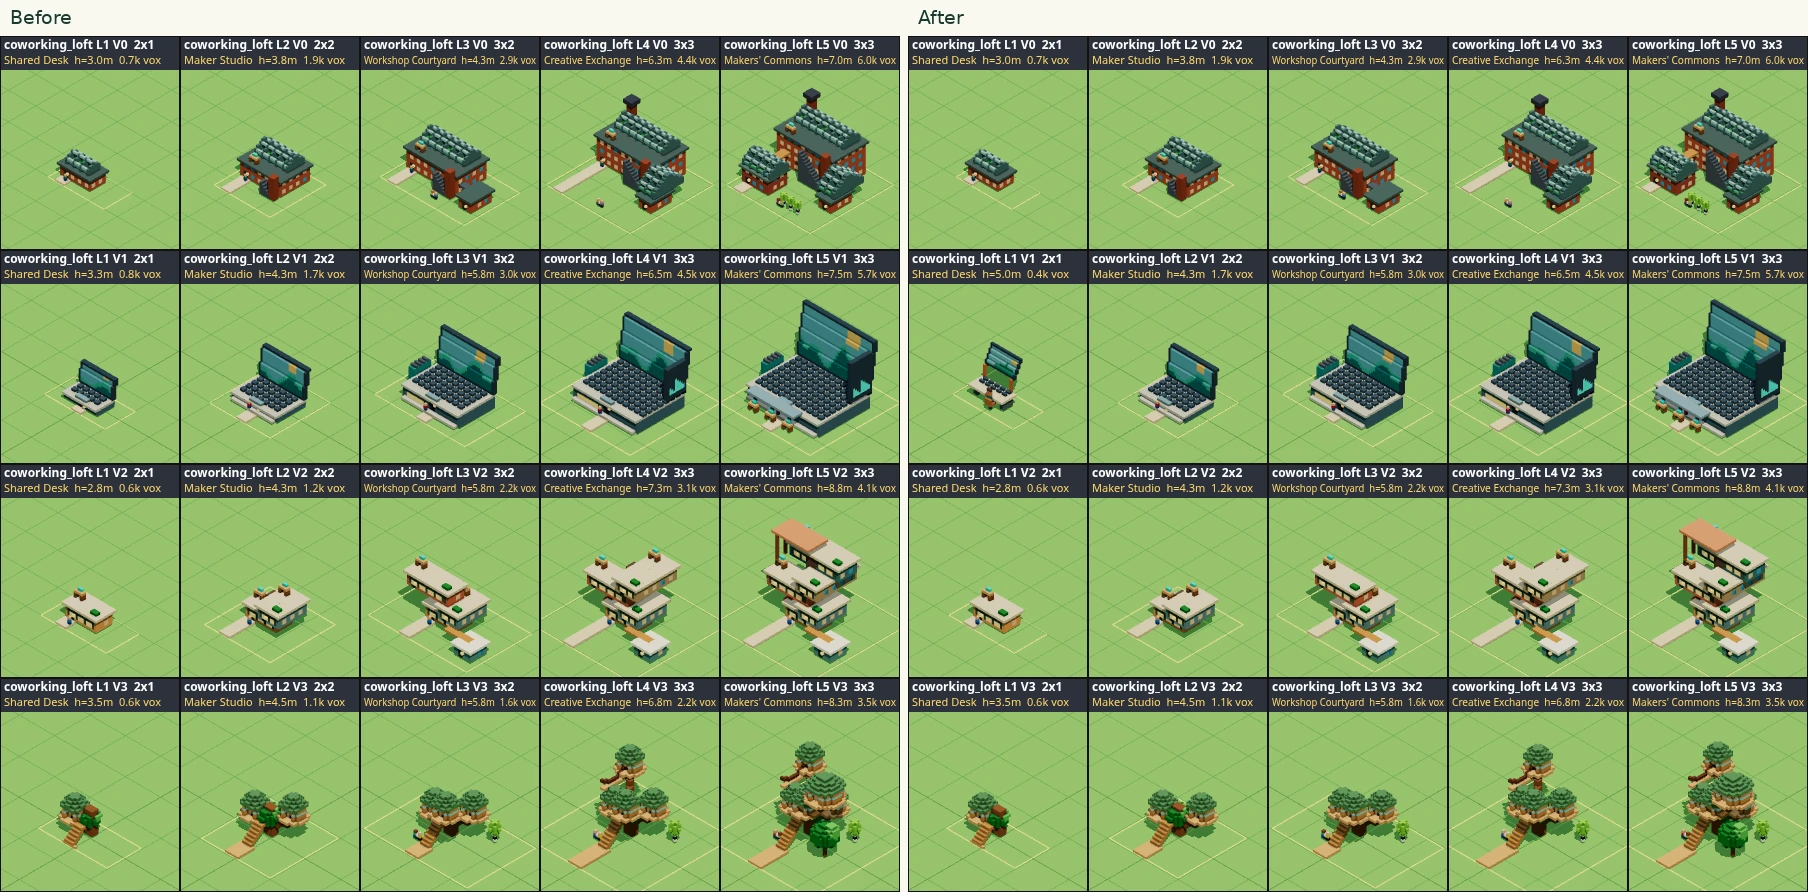 Before
After
coworking_loft L1 V0 2x1
Shared Desk h=3.0m 0.7k vox
coworking_loft L2 V0 2x2
Maker Studio h=3.8m 1.9k vox
coworking_loft L3 V0 3x2
Workshop Courtyard h=4.3m 2.9k vox
coworking_loft L4 V0 3x3
Creative Exchange h=6.3m 4.4k vox
coworking_loft L5 V0 3x3
Makers' Commons h=7.0m 6.0k vox
coworking_loft L1 V0 2x1
Shared Desk h=3.0m 0.7k vox
coworking_loft L2 V0 2x2
Maker Studio h=3.8m 1.9k vox
coworking_loft L3 V0 3x2
Workshop Courtyard h=4.3m 2.9k vox
coworking_loft L4 V0 3x3
Creative Exchange h=6.3m 4.4k vox
coworking_loft L5 V0 3x3
Makers' Commons h=7.0m 6.0k vox
coworking_loft L1 V1 2x1
Shared Desk h=3.3m 0.8k vox
coworking_loft L2 V1 2x2
Maker Studio h=4.3m 1.7k vox
coworking_loft L3 V1 3x2
Workshop Courtyard h=5.8m 3.0k vox
coworking_loft L4 V1 3x3
Creative Exchange h=6.5m 4.5k vox
coworking_loft L5 V1 3x3
Makers' Commons h=7.5m 5.7k vox
coworking_loft L1 V1 2x1
Shared Desk h=5.0m 0.4k vox
coworking_loft L2 V1 2x2
Maker Studio h=4.3m 1.7k vox
coworking_loft L3 V1 3x2
Workshop Courtyard h=5.8m 3.0k vox
coworking_loft L4 V1 3x3
Creative Exchange h=6.5m 4.5k vox
coworking_loft L5 V1 3x3
Makers' Commons h=7.5m 5.7k vox
coworking_loft L1 V2 2x1
Shared Desk h=2.8m 0.6k vox
coworking_loft L2 V2 2x2
Maker Studio h=4.3m 1.2k vox
coworking_loft L3 V2 3x2
Workshop Courtyard h=5.8m 2.2k vox
coworking_loft L4 V2 3x3
Creative Exchange h=7.3m 3.1k vox
coworking_loft L5 V2 3x3
Makers' Commons h=8.8m 4.1k vox
coworking_loft L1 V2 2x1
Shared Desk h=2.8m 0.6k vox
coworking_loft L2 V2 2x2
Maker Studio h=4.3m 1.2k vox
coworking_loft L3 V2 3x2
Workshop Courtyard h=5.8m 2.2k vox
coworking_loft L4 V2 3x3
Creative Exchange h=7.3m 3.1k vox
coworking_loft L5 V2 3x3
Makers' Commons h=8.8m 4.1k vox
coworking_loft L1 V3 2x1
Shared Desk h=3.5m 0.6k vox
coworking_loft L2 V3 2x2
Maker Studio h=4.5m 1.1k vox
coworking_loft L3 V3 3x2
Workshop Courtyard h=5.8m 1.6k vox
coworking_loft L4 V3 3x3
Creative Exchange h=6.8m 2.2k vox
coworking_loft L5 V3 3x3
Makers' Commons h=8.3m 3.5k vox
coworking_loft L1 V3 2x1
Shared Desk h=3.5m 0.6k vox
coworking_loft L2 V3 2x2
Maker Studio h=4.5m 1.1k vox
coworking_loft L3 V3 3x2
Workshop Courtyard h=5.8m 1.6k vox
coworking_loft L4 V3 3x3
Creative Exchange h=6.8m 2.2k vox
coworking_loft L5 V3 3x3
Makers' Commons h=8.3m 3.5k vox